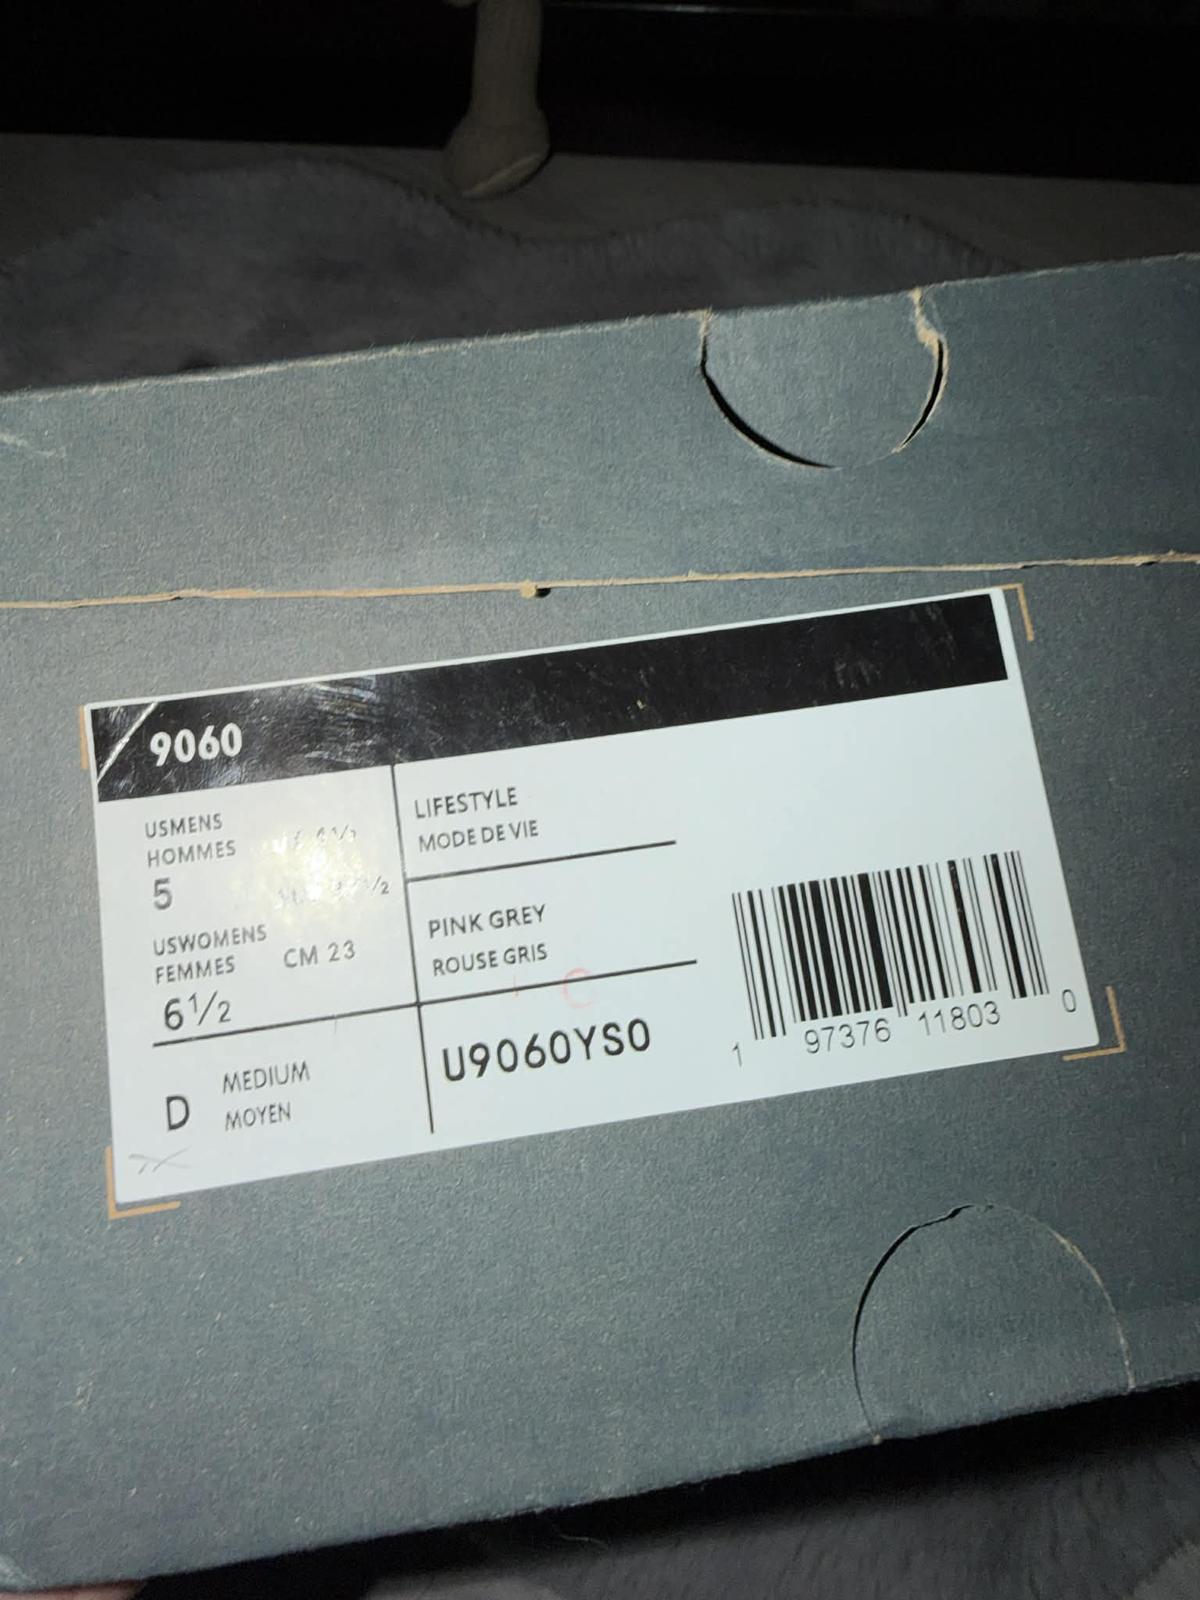 9060
USMENS
HOMMES
5
USWOMENS
FEMMES
6½
CM 23
D
MEDIUM
MOYEN
LIFESTYLE
MODE DE VIE
PINK GREY
ROUSE GRIS
U9060YSO
1 97376 11803 0